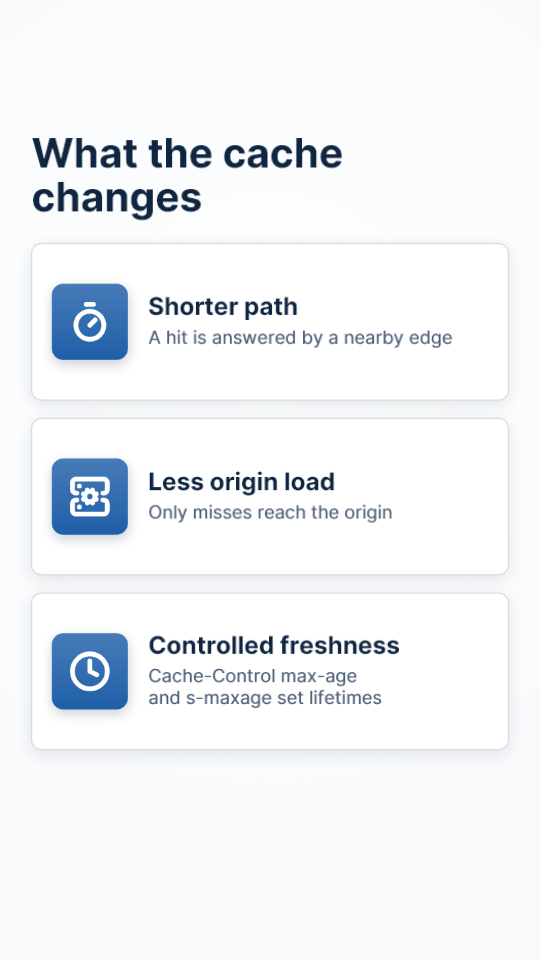 What the cache
changes
Shorter path
A hit is answered by a nearby edge
Less origin load
Only misses reach the origin
Controlled freshness
Cache-Control max-age
and s-maxage set lifetimes